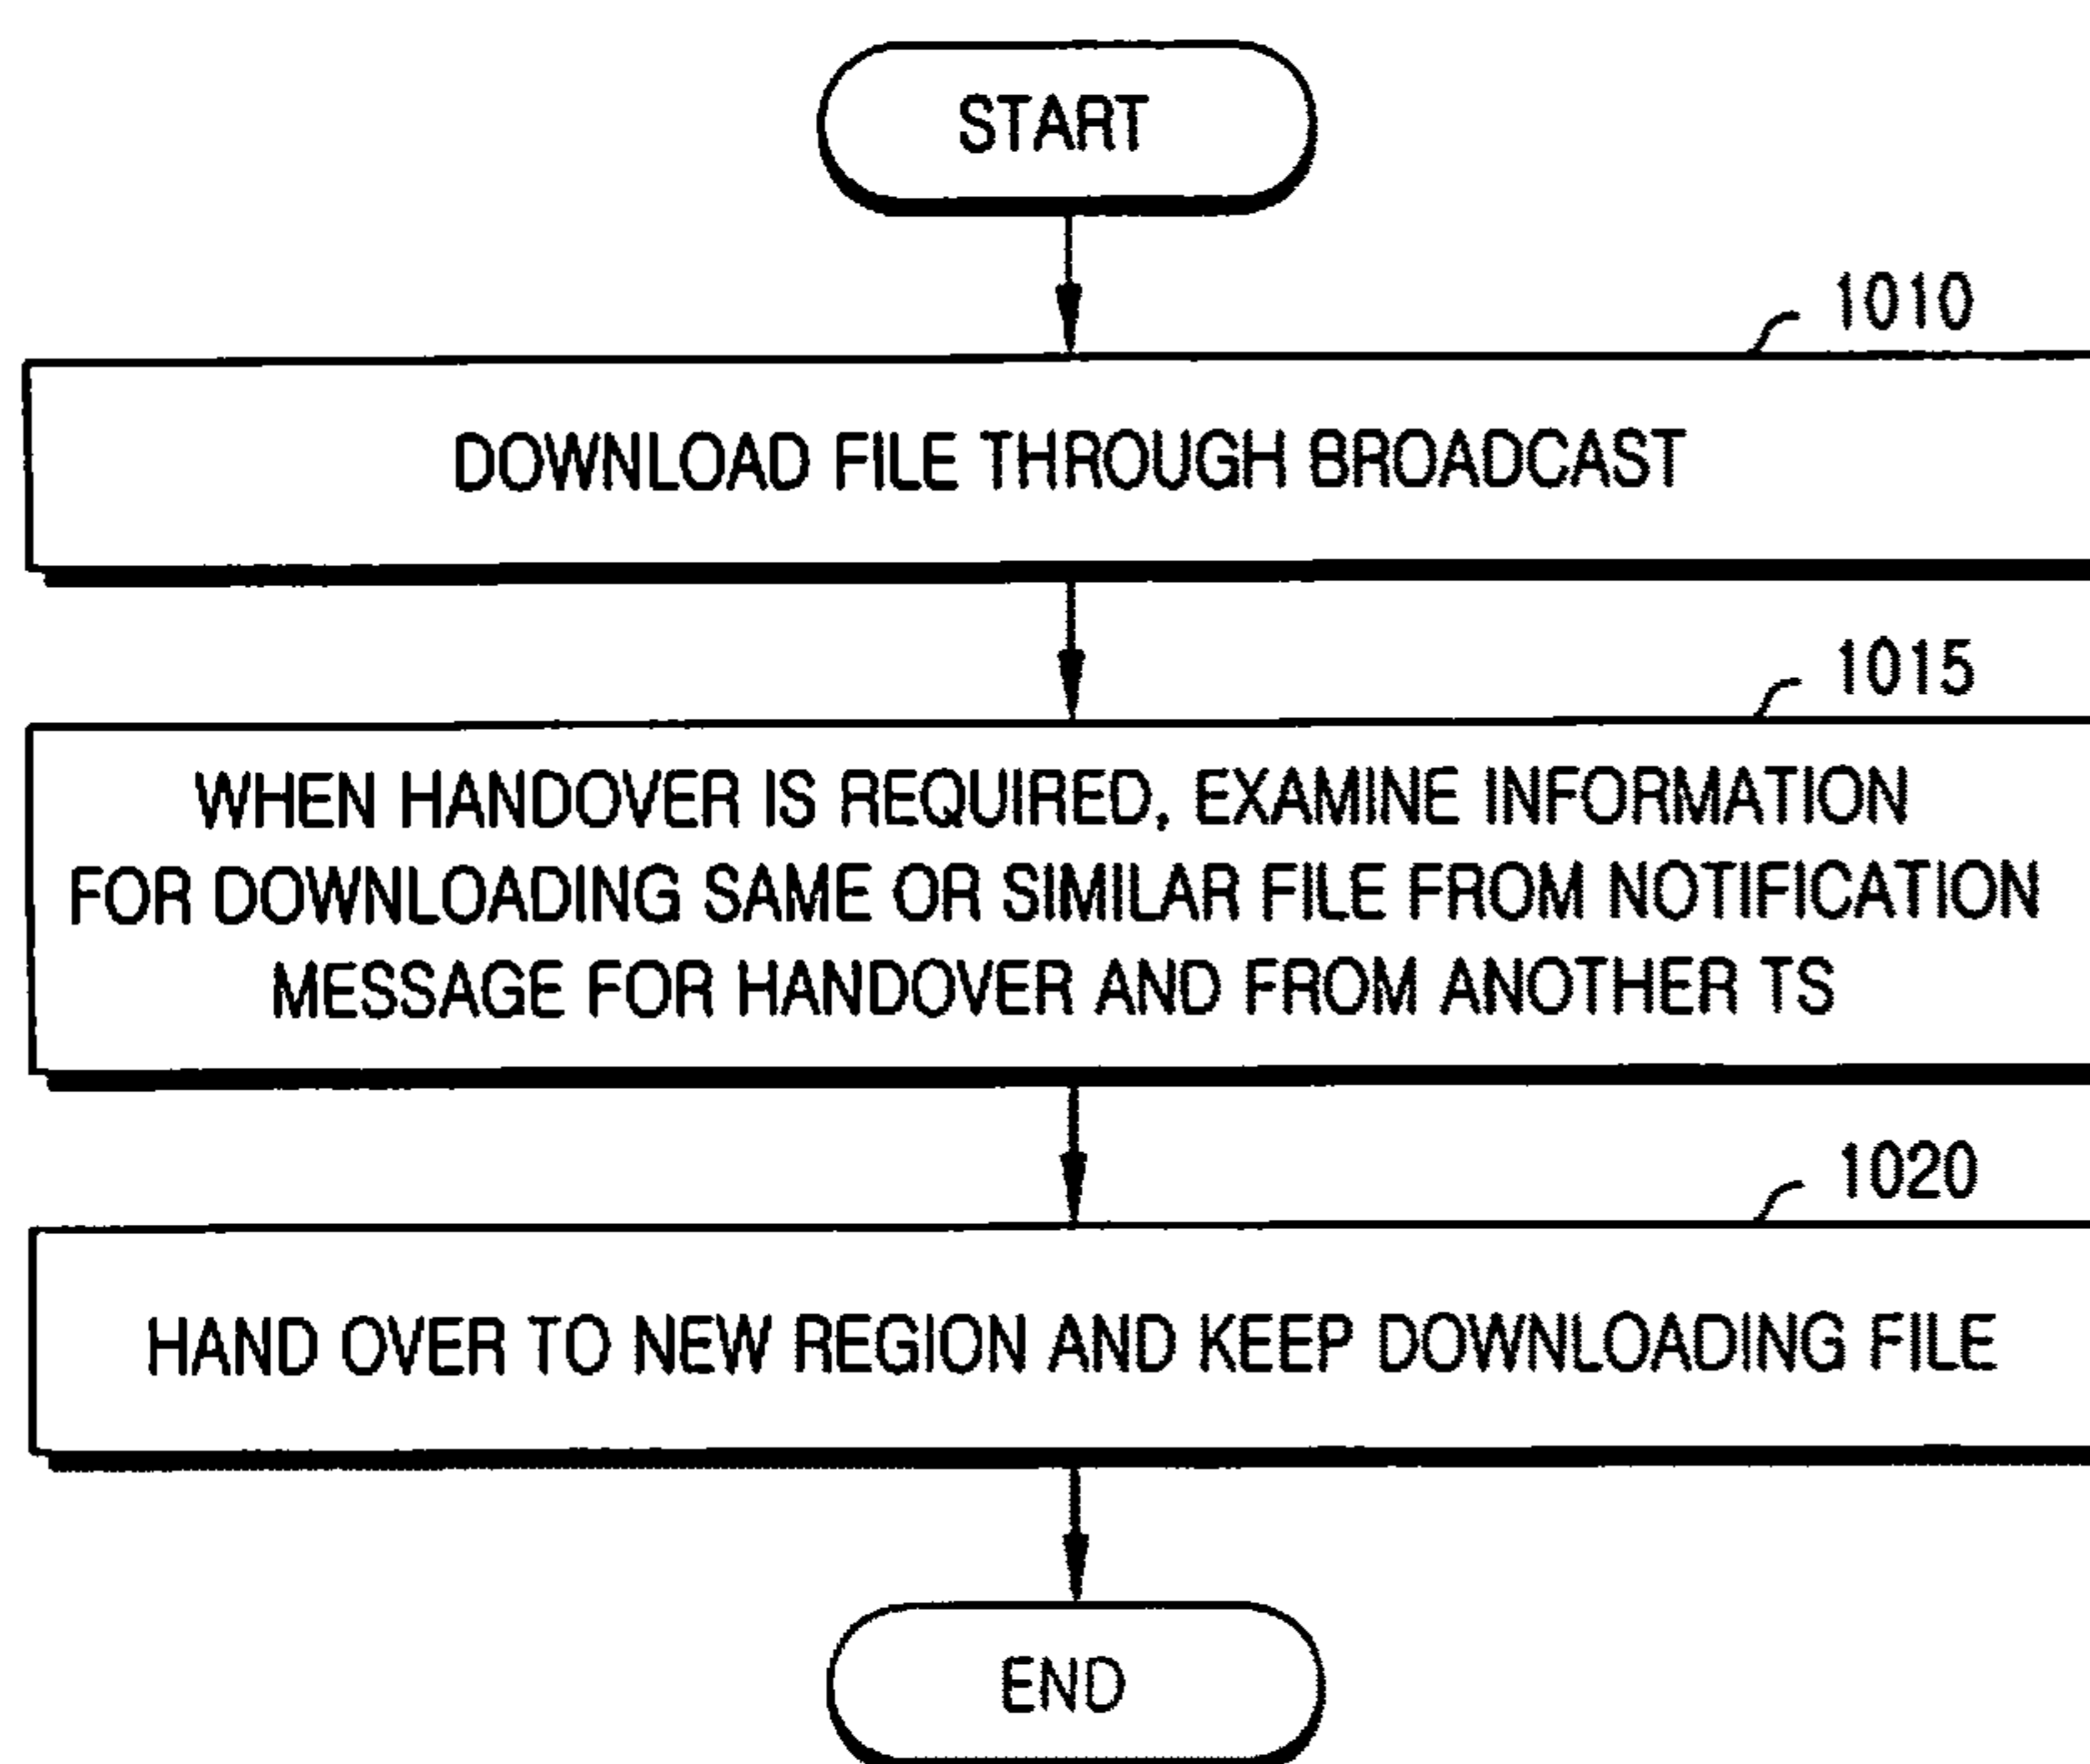 START
1010
DOWNLOAD FILE THROUGH BROADCAST
1015
WHEN HANDOVER IS REQUIRED, EXAMINE INFORMATION
FOR DOWNLOADING SAME OR SIMILAR FILE FROM NOTIFICATION
MESSAGE FOR HANDOVER AND FROM ANOTHER TS
1020
HAND OVER TO NEW REGION AND KEEP DOWNLOADING FILE
END